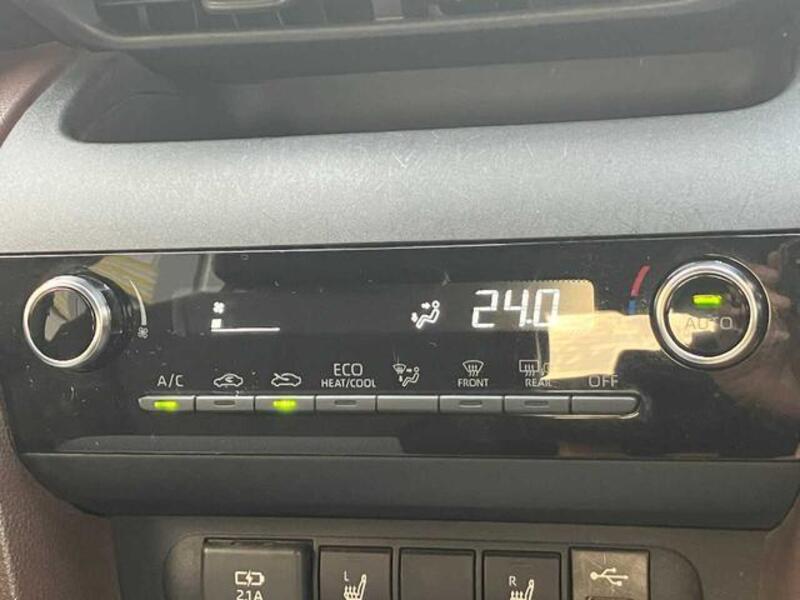 24.0
AUTO
A/C
ECO
HEAT/COOL
FRONT
REAR
OFF
2.1A
L
R